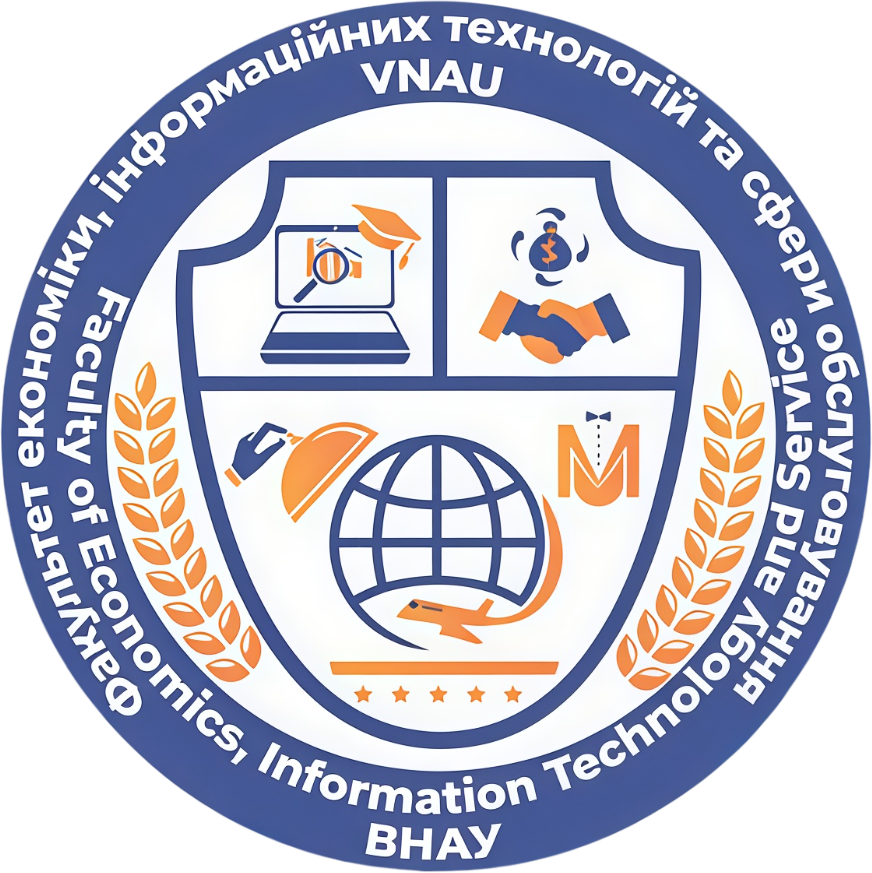 Факультет економіки, інформаційних технологій та сфери обслуговування
VNAU
Faculty of Economics, Information Technology and Service
ВНАУ